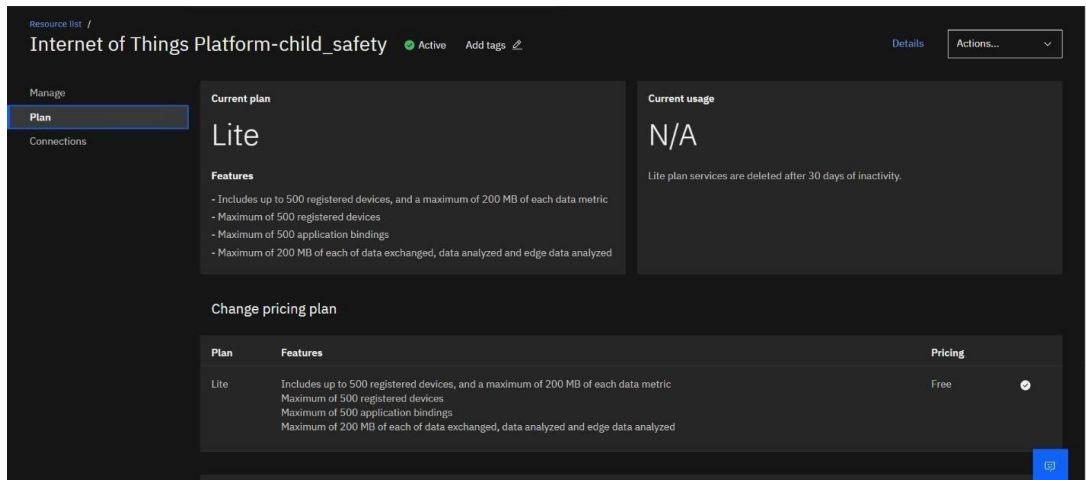 Resource list /
Internet of Things Platform-child_safety Active Add tags Details Actions...
Manage
Plan
Connections
Current plan
Lite
Features
- Includes up to 500 registered devices, and a maximum of 200 MB of each data metric
- Maximum of 500 registered devices
- Maximum of 500 application bindings
- Maximum of 200 MB of each of data exchanged, data analyzed and edge data analyzed
Current usage
N/A
Lite plan services are deleted after 30 days of inactivity.
Change pricing plan
Plan Features Pricing
Lite Includes up to 500 registered devices, and a maximum of 200 MB of each data metric Free
Maximum of 500 registered devices
Maximum of 500 application bindings
Maximum of 200 MB of each of data exchanged, data analyzed and edge data analyzed